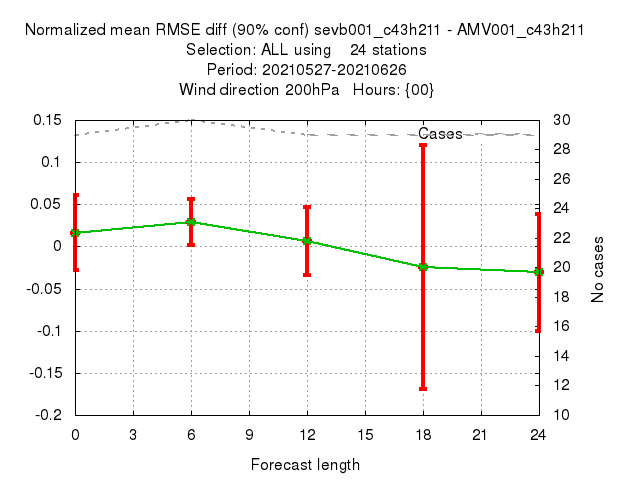 Normalized mean RMSE diff (90% conf) sevb001_c43h211 - AMV001_c43h211
Selection: ALL using 24 stations
Period: 20210527-20210626
Wind direction 200hPa Hours: {00}
0.15
0.1
0.05
0
-0.05
-0.1
-0.15
-0.2
Cases
30
28
26
24
22
20
18
16
14
12
10
No cases
0 3 6 9 12 15 18 21 24
Forecast length